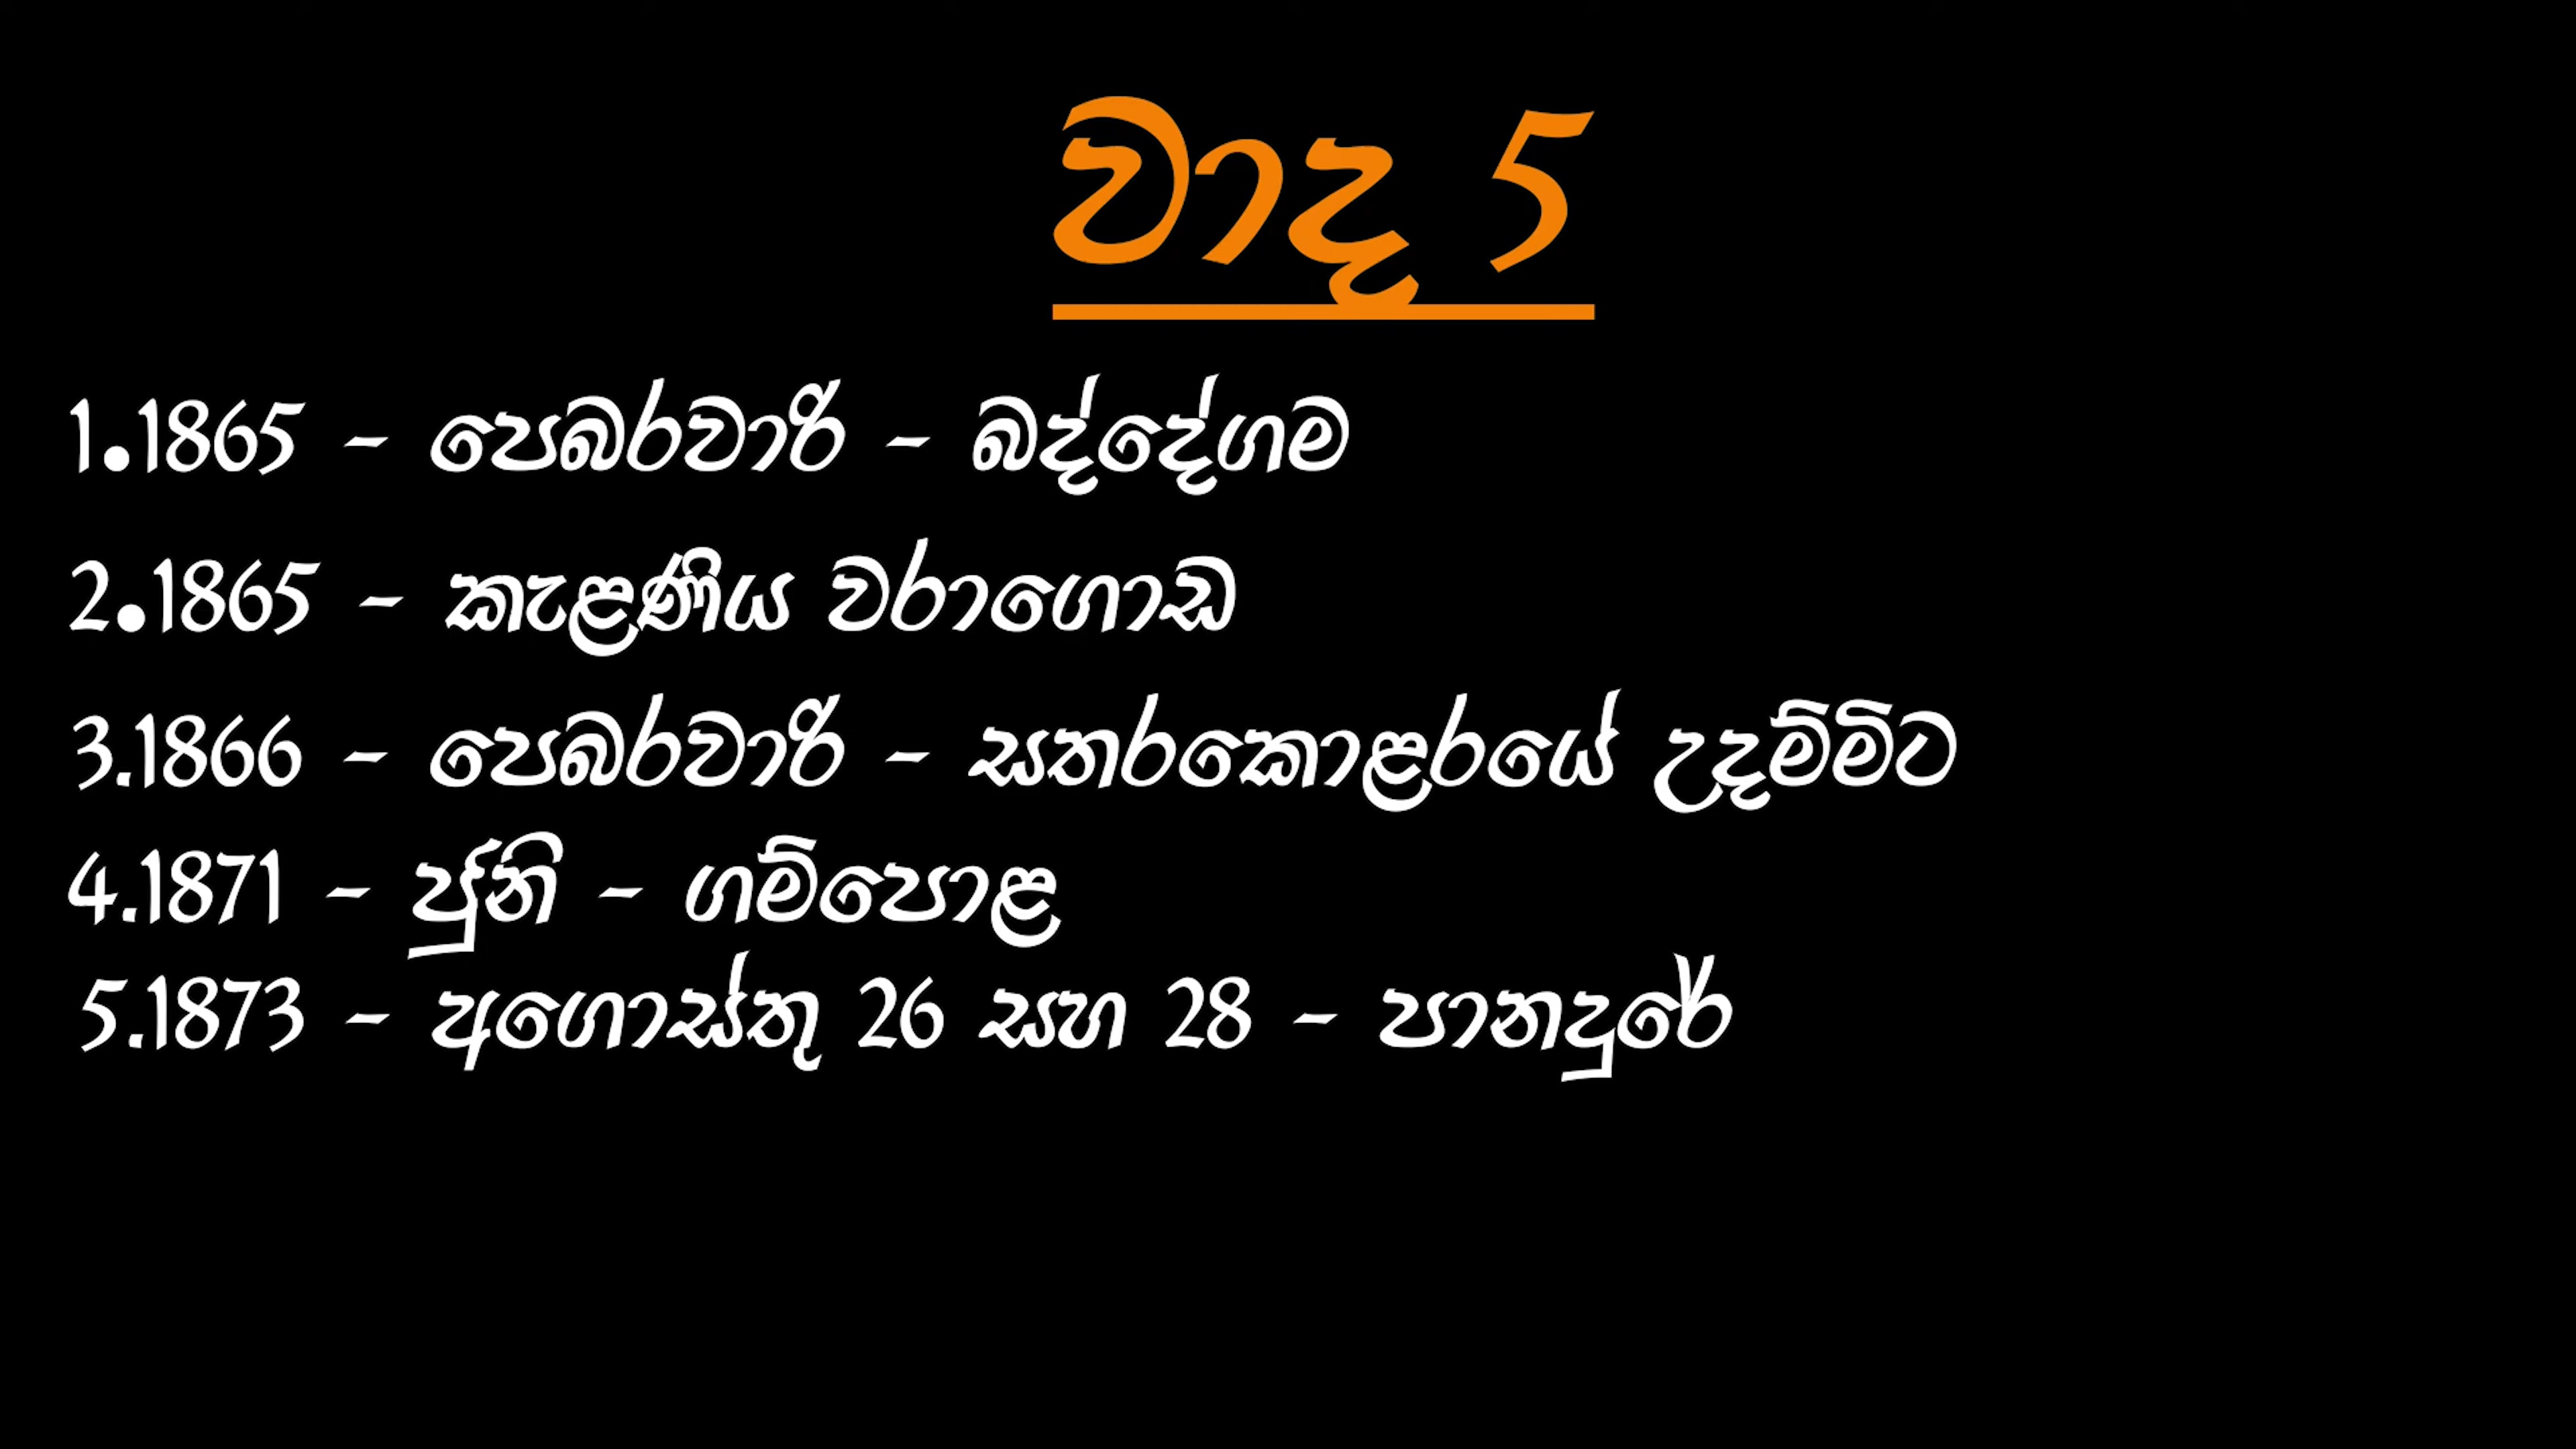 වාද 5
1.1865 - පෙබරවාරි - බද්දේගම
2.1865 - කැළණිය වරාගොඩ
3.1866 - පෙබරවාරි - සතරකොළරයේ උදම්මිට
4.1871 - ජුනි - ගම්පොළ
5.1873 - අගොස්තු 26 සහ 28 - පානදුරේ